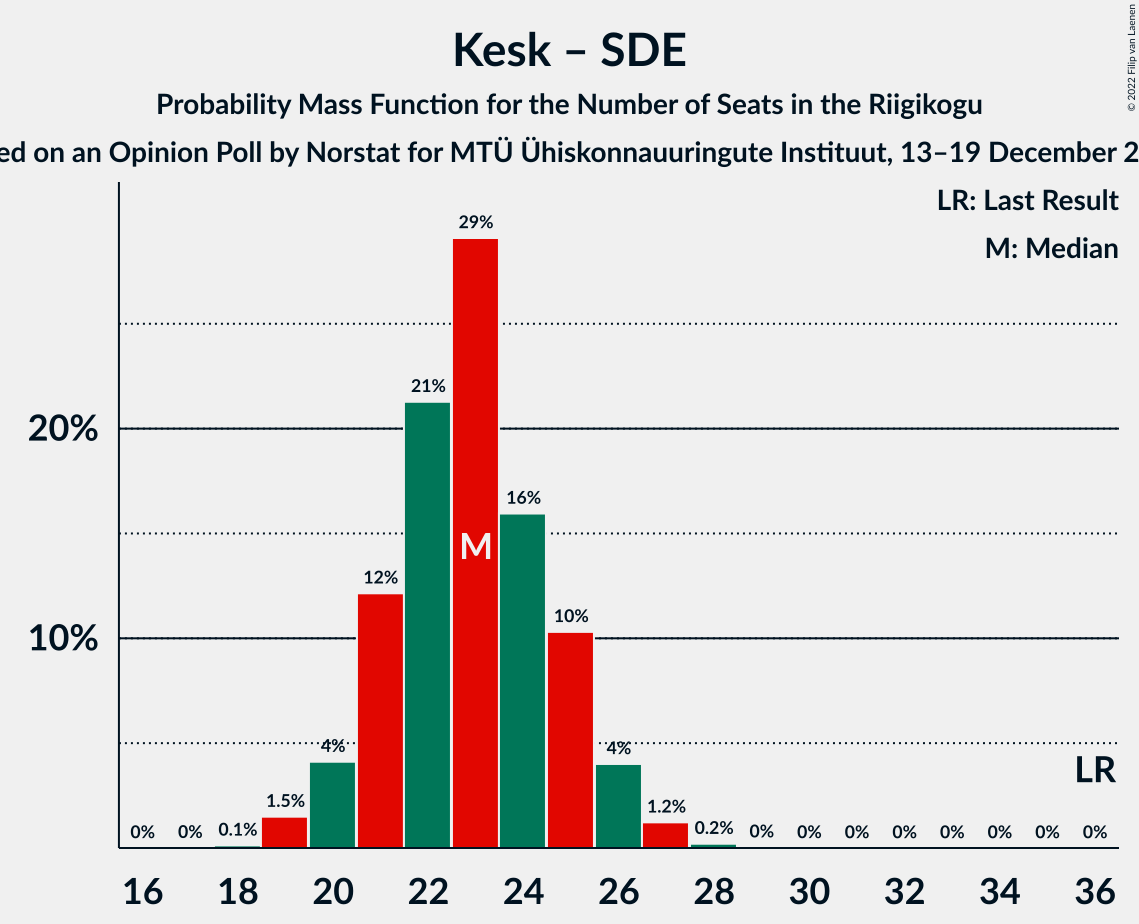 Kesk – SDE
Probability Mass Function for the Number of Seats in the Riigikogu
ed on an Opinion Poll by Norstat for MTÜ Ühiskonnauuringute Instituut, 13–19 December 2
© 2022 Filip van Laenen
LR: Last Result
M: Median
29%
21%
20%
16%
M
12%
10%
10%
4%
4%
LR
1.5%
1.2%
0% 0% 0.1% 0.2% 0% 0% 0% 0% 0% 0% 0% 0%
16 18 20 22 24 26 28 30 32 34 36